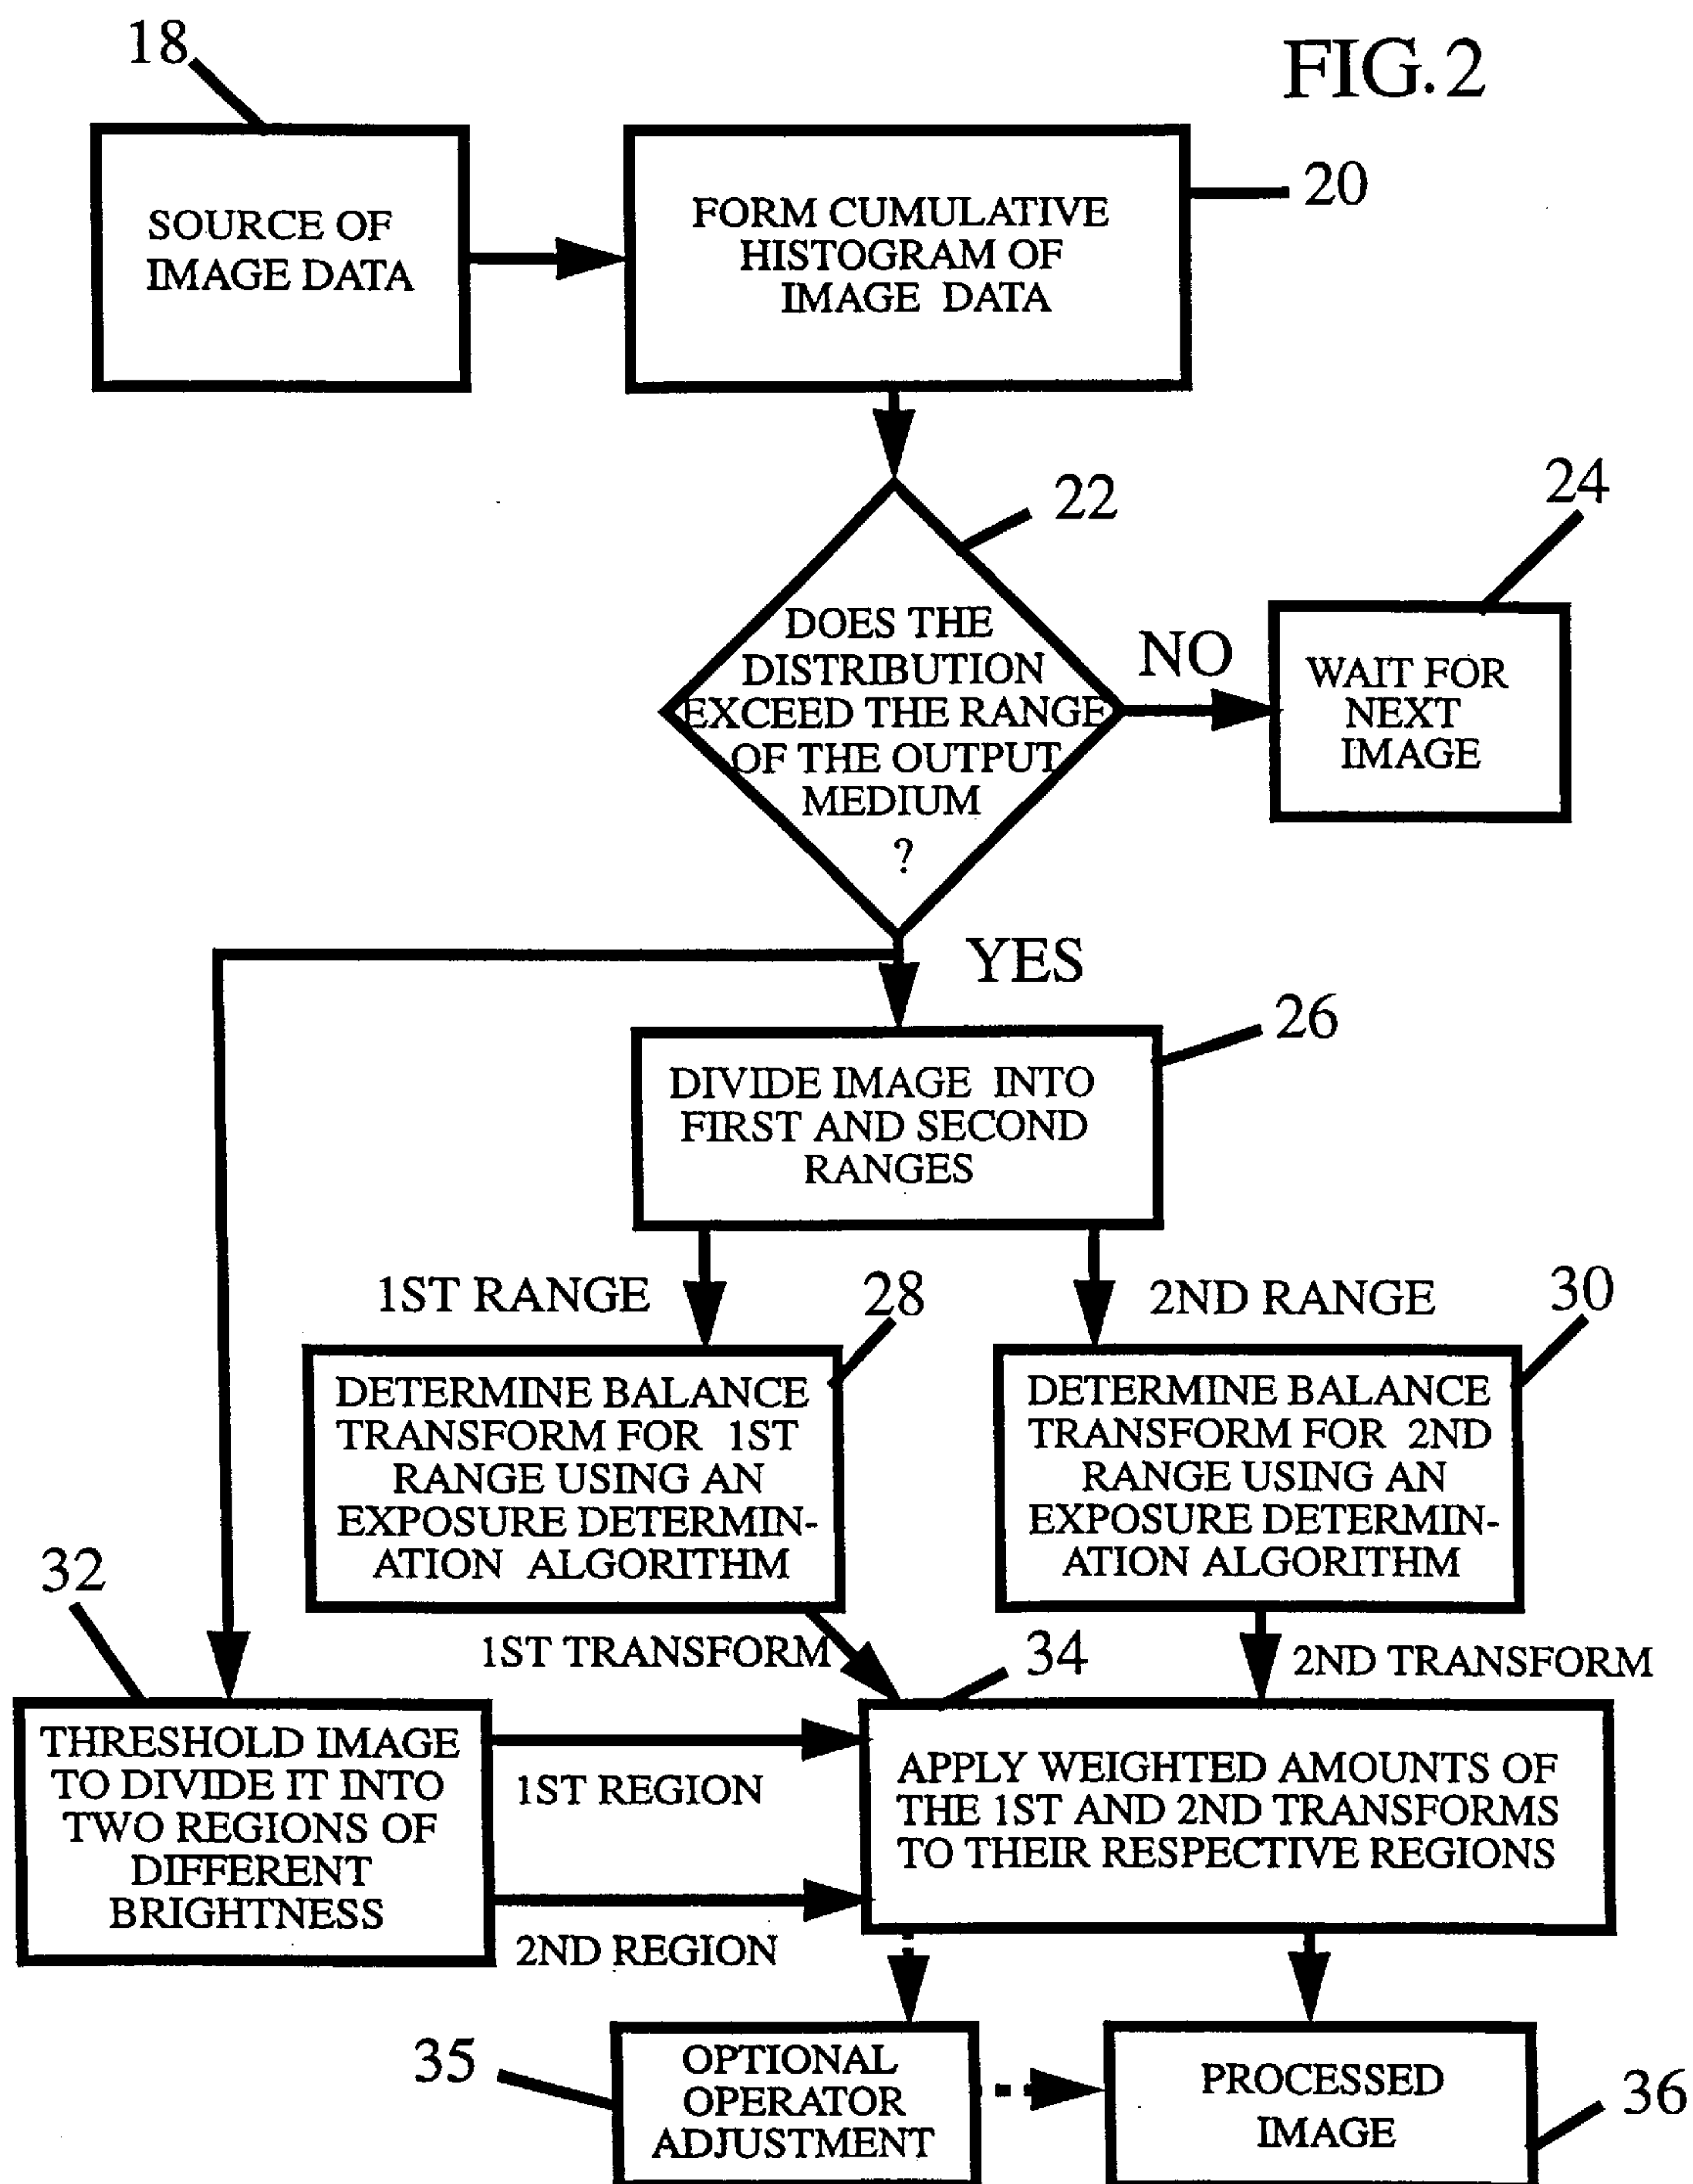 FIG. 2
18
SOURCE OF
IMAGE DATA
20
FORM CUMULATIVE
HISTOGRAM OF
IMAGE DATA
22
DOES THE
DISTRIBUTION
EXCEED THE RANGE
OF THE OUTPUT
MEDIUM
?
NO
24
WAIT FOR
NEXT
IMAGE
YES
26
DIVIDE IMAGE INTO
FIRST AND SECOND
RANGES
1ST RANGE
28
2ND RANGE
30
DETERMINE BALANCE
TRANSFORM FOR 1ST
RANGE USING AN
EXPOSURE DETERMIN-
ATION ALGORITHM
DETERMINE BALANCE
TRANSFORM FOR 2ND
RANGE USING AN
EXPOSURE DETERMIN-
ATION ALGORITHM
32
1ST TRANSFORM
34
2ND TRANSFORM
THRESHOLD IMAGE
TO DIVIDE IT INTO
TWO REGIONS OF
DIFFERENT
BRIGHTNESS
1ST REGION
2ND REGION
APPLY WEIGHTED AMOUNTS OF
THE 1ST AND 2ND TRANSFORMS
TO THEIR RESPECTIVE REGIONS
35
OPTIONAL
OPERATOR
ADJUSTMENT
PROCESSED
IMAGE
36